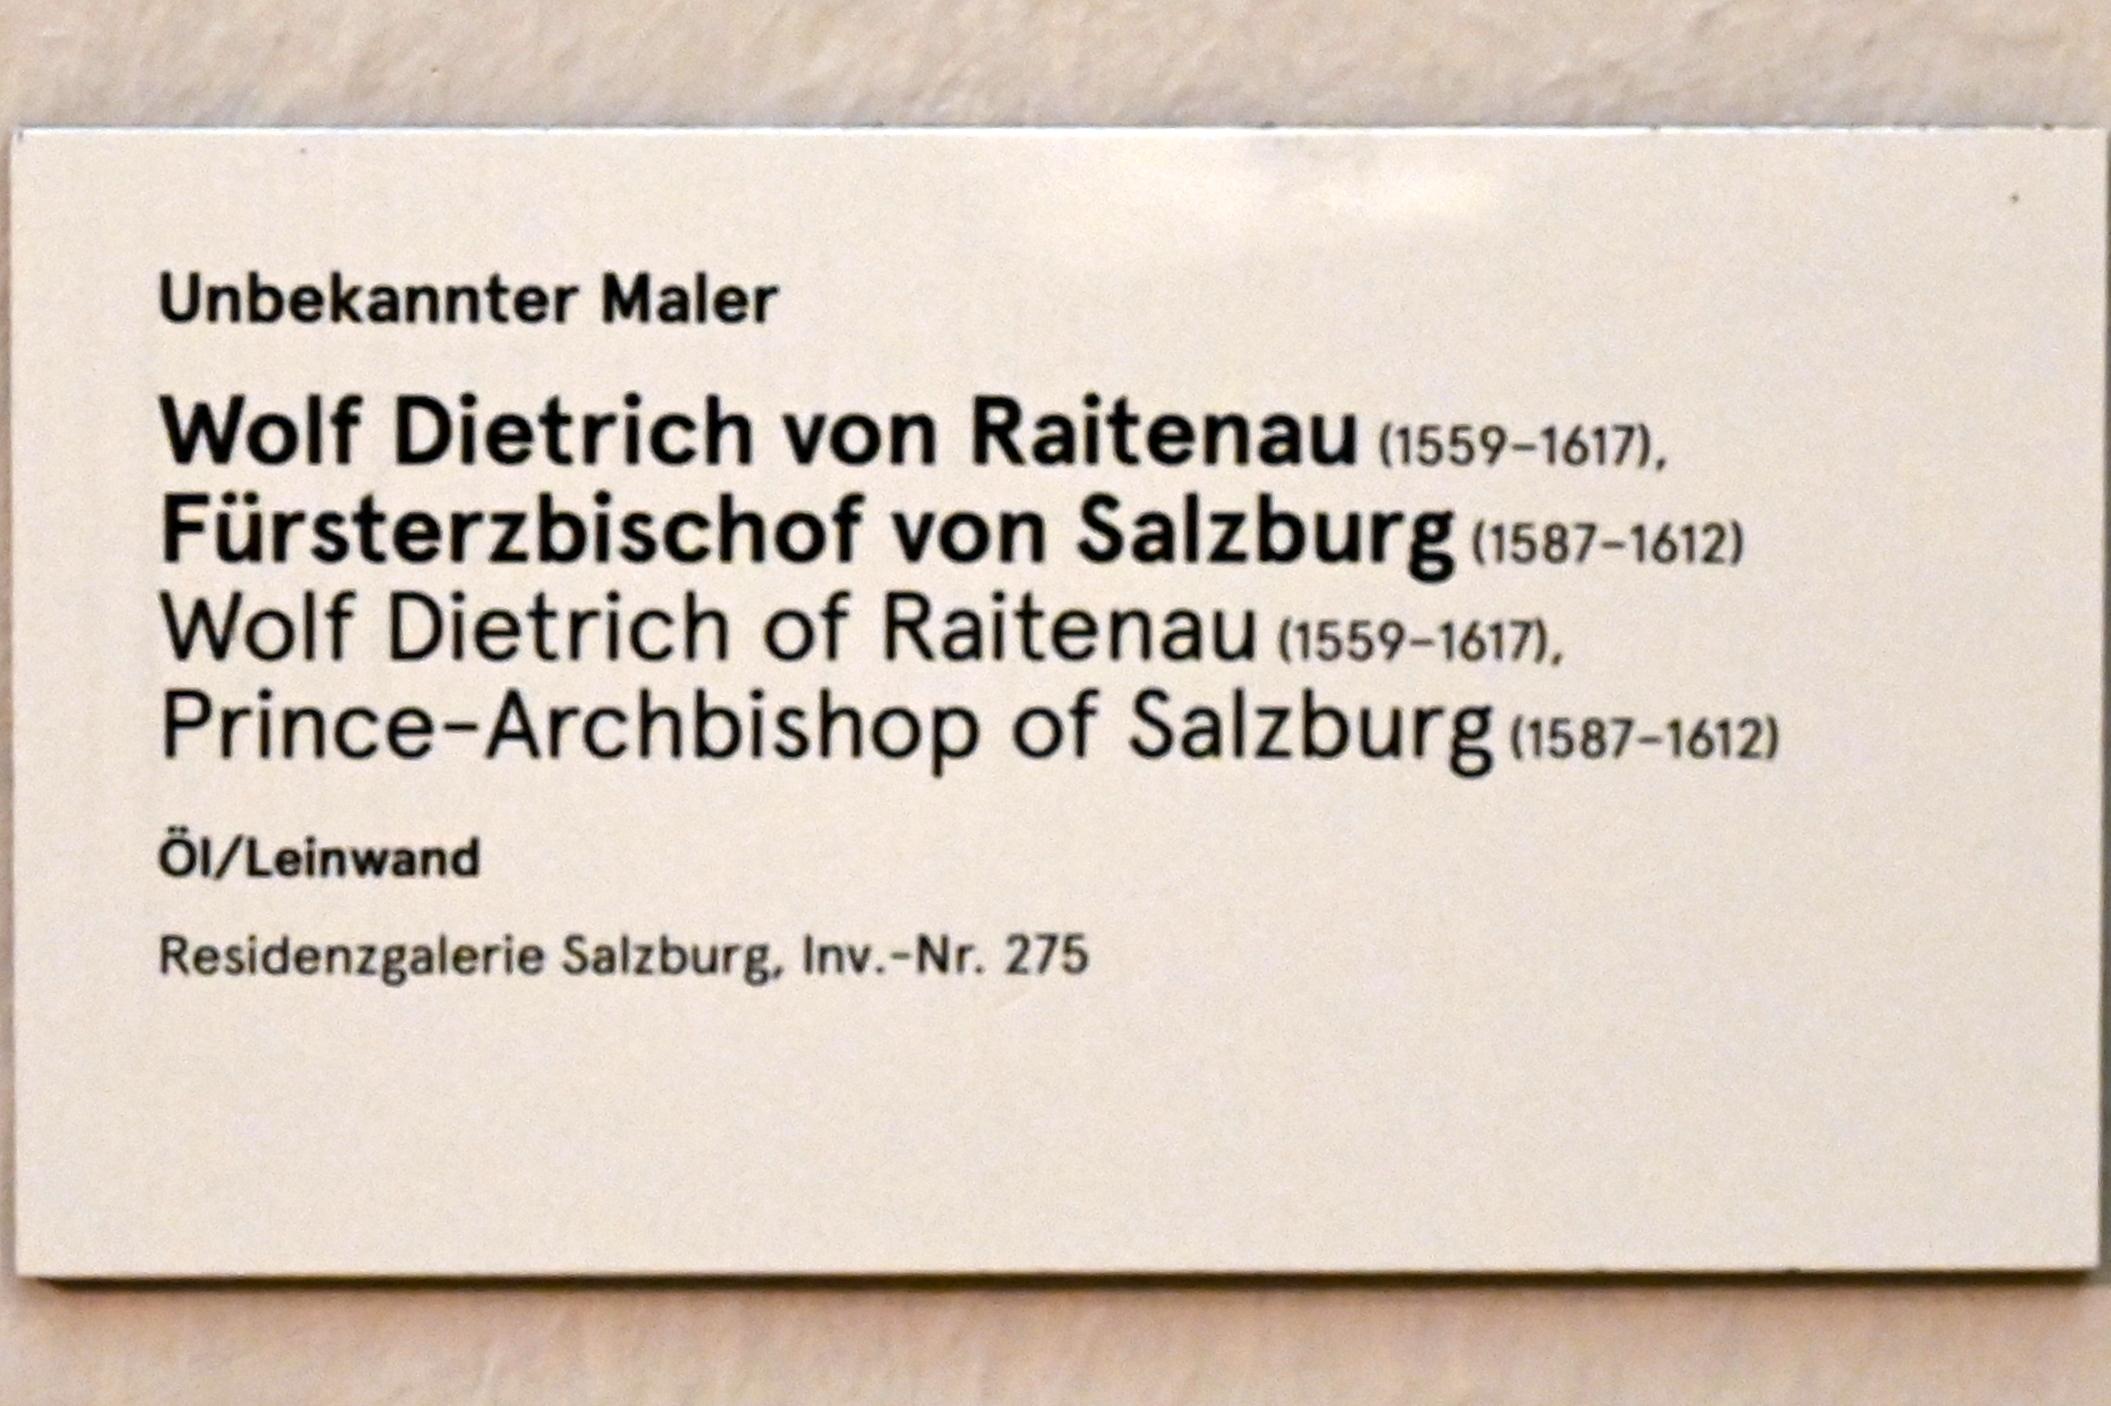 Unbekannter Maler
Wolf Dietrich von Raitenau (1559–1617),
Fürsterzbischof von Salzburg (1587–1612)
Wolf Dietrich of Raitenau (1559–1617),
Prince-Archbishop of Salzburg (1587–1612)
Öl/Leinwand
Residenzgalerie Salzburg, Inv.-Nr. 275